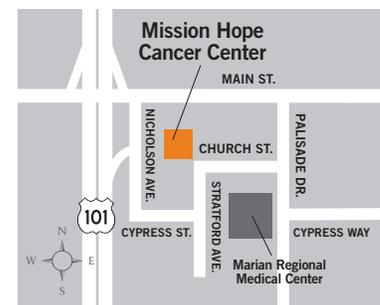 Mission Hope
Cancer Center
MAIN ST.
NICHOLSON AVE.
CHURCH ST.
PALISADE DR.
STRATFORD AVE.
101
CYPRESS ST.
CYPRESS WAY
N
W
E
S
Marian Regional
Medical Center